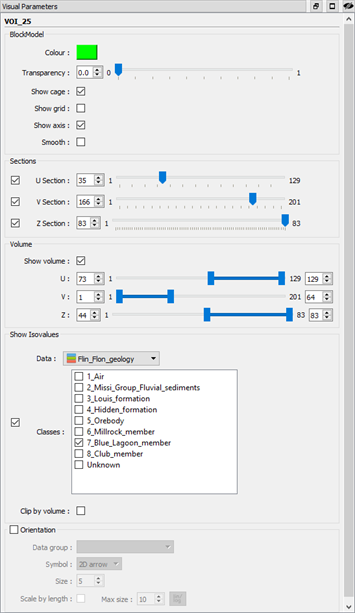 Visual Parameters
VOI_25
BlockModel
Colour :
Transparency : 0.0 0 1
Show cage :
Show grid :
Show axis :
Smooth :
Sections
U Section : 35 1 129
V Section : 166 1 201
Z Section : 83 1 83
Volume
Show volume :
U : 73 1 129 129
V : 1 201 64
Z : 44 1 83 83
Show Isovalues
Data : Flin_Flon_geology
Classes :
1_Air
2_Missi_Group_Fluvial_sediments
3_Louis_formation
4_Hidden_formation
5_Orebody
6_Millrock_member
7_Blue_Lagoon_member
8_Club_member
Unknown
Clip by volume :
Orientation
Data group :
Symbol : 2D arrow
Size : 5
Scale by length : Max size : 10